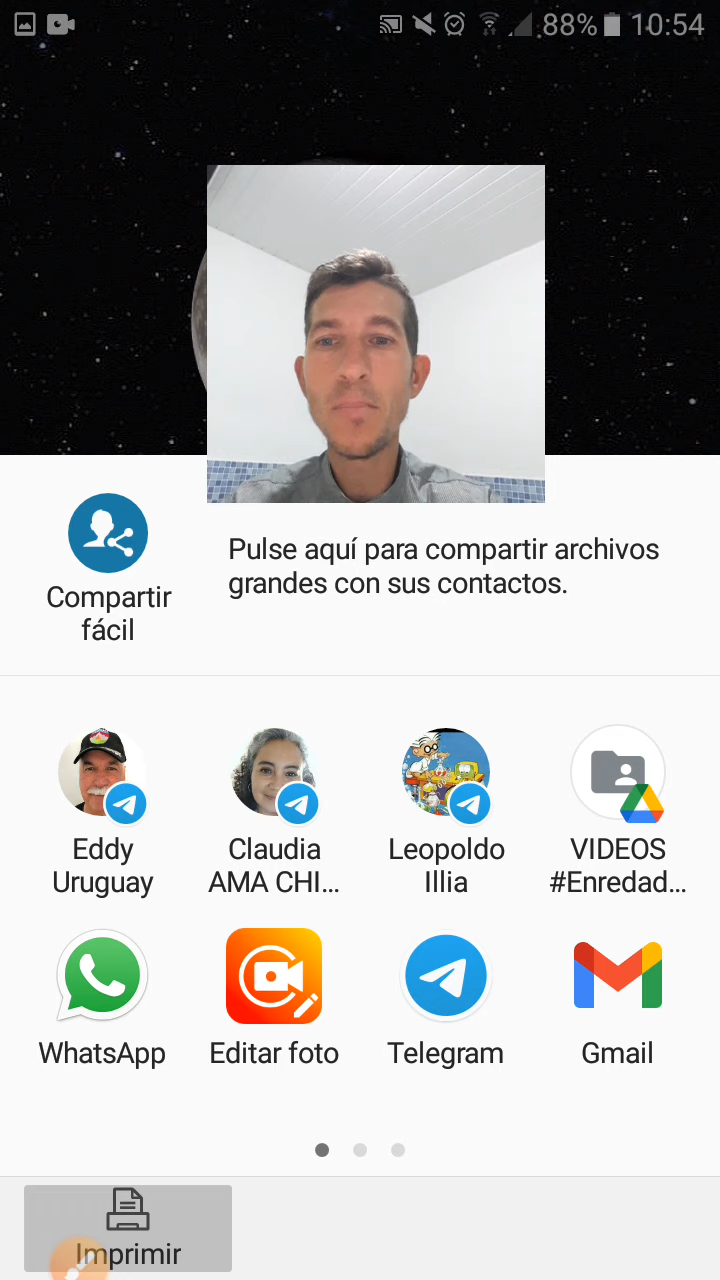 88% 10:54
Pulse aquí para compartir archivos
grandes con sus contactos.
Compartir
fácil
Eddy
Uruguay
Claudia
AMA CHI...
Leopoldo
Illia
VIDEOS
#Enredad...
WhatsApp
Editar foto
Telegram
Gmail
Imprimir